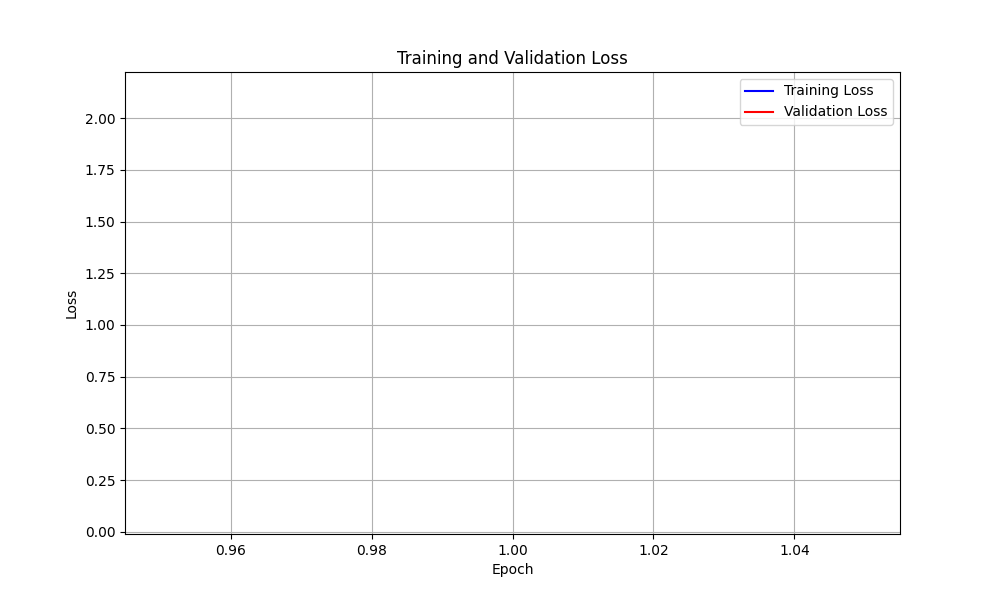 Training and Validation Loss
Training Loss
Validation Loss
2.00
1.75
1.50
1.25
1.00
0.75
0.50
0.25
0.00
Loss
0.96 0.98 1.00 1.02 1.04
Epoch